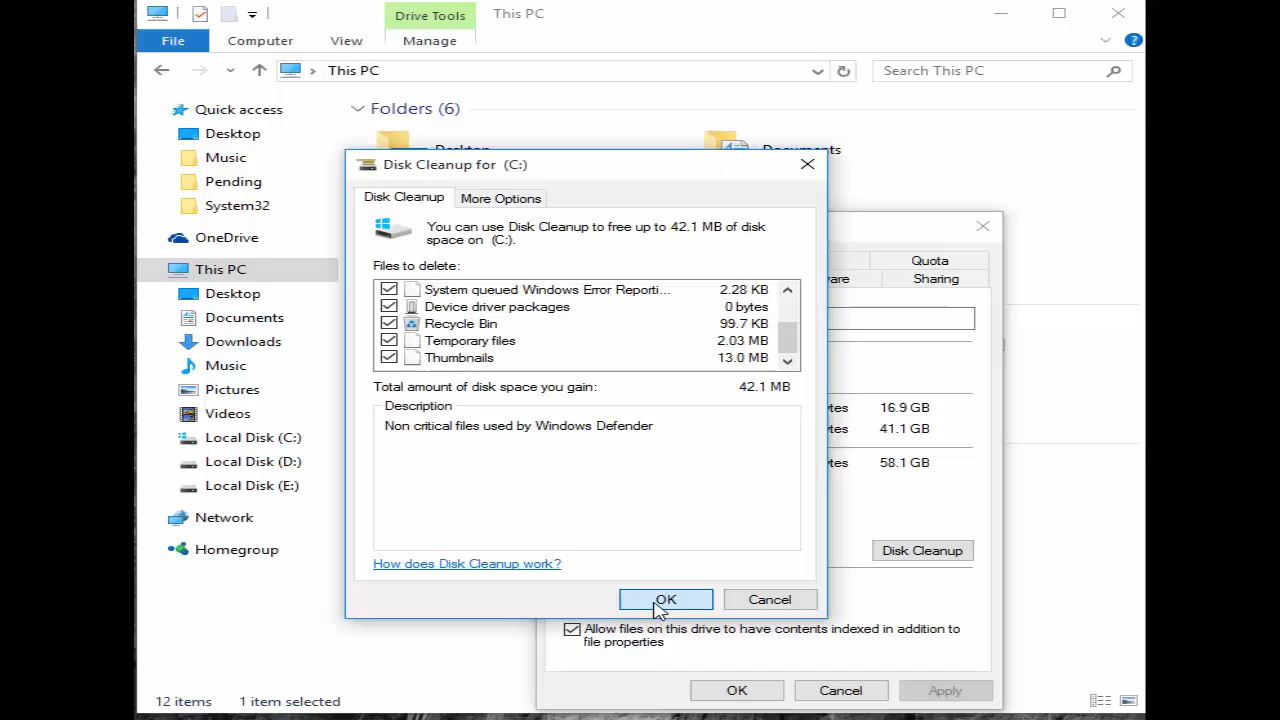 Drive Tools
This PC
File
Computer
View
Manage
This PC
Search This PC
Quick access
Desktop
Music
Pending
System32
OneDrive
This PC
Desktop
Documents
Downloads
Music
Pictures
Videos
Local Disk (C:)
Local Disk (D:)
Local Disk (E:)
Network
Homegroup
Folders (6)
Desktop
Documents
Disk Cleanup for (C:)
Disk Cleanup
More Options
You can use Disk Cleanup to free up to 42.1 MB of disk
space on (C:).
Files to delete:
System queued Windows Error Reporti... 2.28 KB
Device driver packages 0 bytes
Recycle Bin 99.7 KB
Temporary files 2.03 MB
Thumbnails 13.0 MB
Total amount of disk space you gain: 42.1 MB
Description
Non critical files used by Windows Defender
How does Disk Cleanup work?
OK
Cancel
Quota
ware
Sharing
tes 16.9 GB
tes 41.1 GB
tes 58.1 GB
Disk Cleanup
Allow files on this drive to have contents indexed in addition to
file properties
OK
Cancel
Apply
12 items
1 item selected